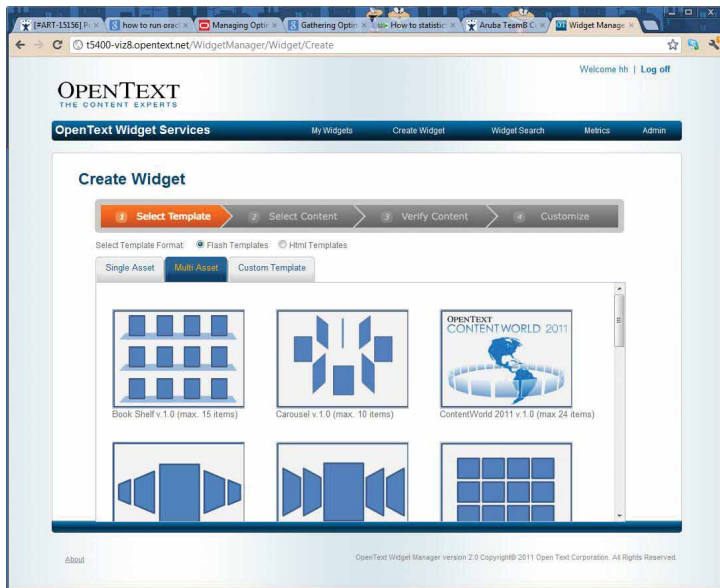 [#ART-15156] P
how to run orac
Managing Optin
Gathering Optin
How to statistic
Aruba TeamB C
Widget Manage
t5400-viz8.opentext.net/WidgetManager/Widget/Create
Welcome hh | Log off
OPENTEXT
THE CONTENT EXPERTS
OpenText Widget Services
My Widgets
Create Widget
Widget Search
Metrics
Admin
Create Widget
1 Select Template
2 Select Content
3 Verify Content
4 Customize
Select Template Format: Flash Templates Html Templates
Single Asset
Multi Asset
Custom Template
OPENTEXT
CONTENT WORLD 2011
Book Shelf v.1.0 (max. 15 items)
Carousel v.1.0 (max. 10 items)
ContentWorld 2011 v.1.0 (max 24 items)
About
OpenText Widget Manager version 2.0 Copyright© 2011 Open Text Corporation. All Rights Reserved.